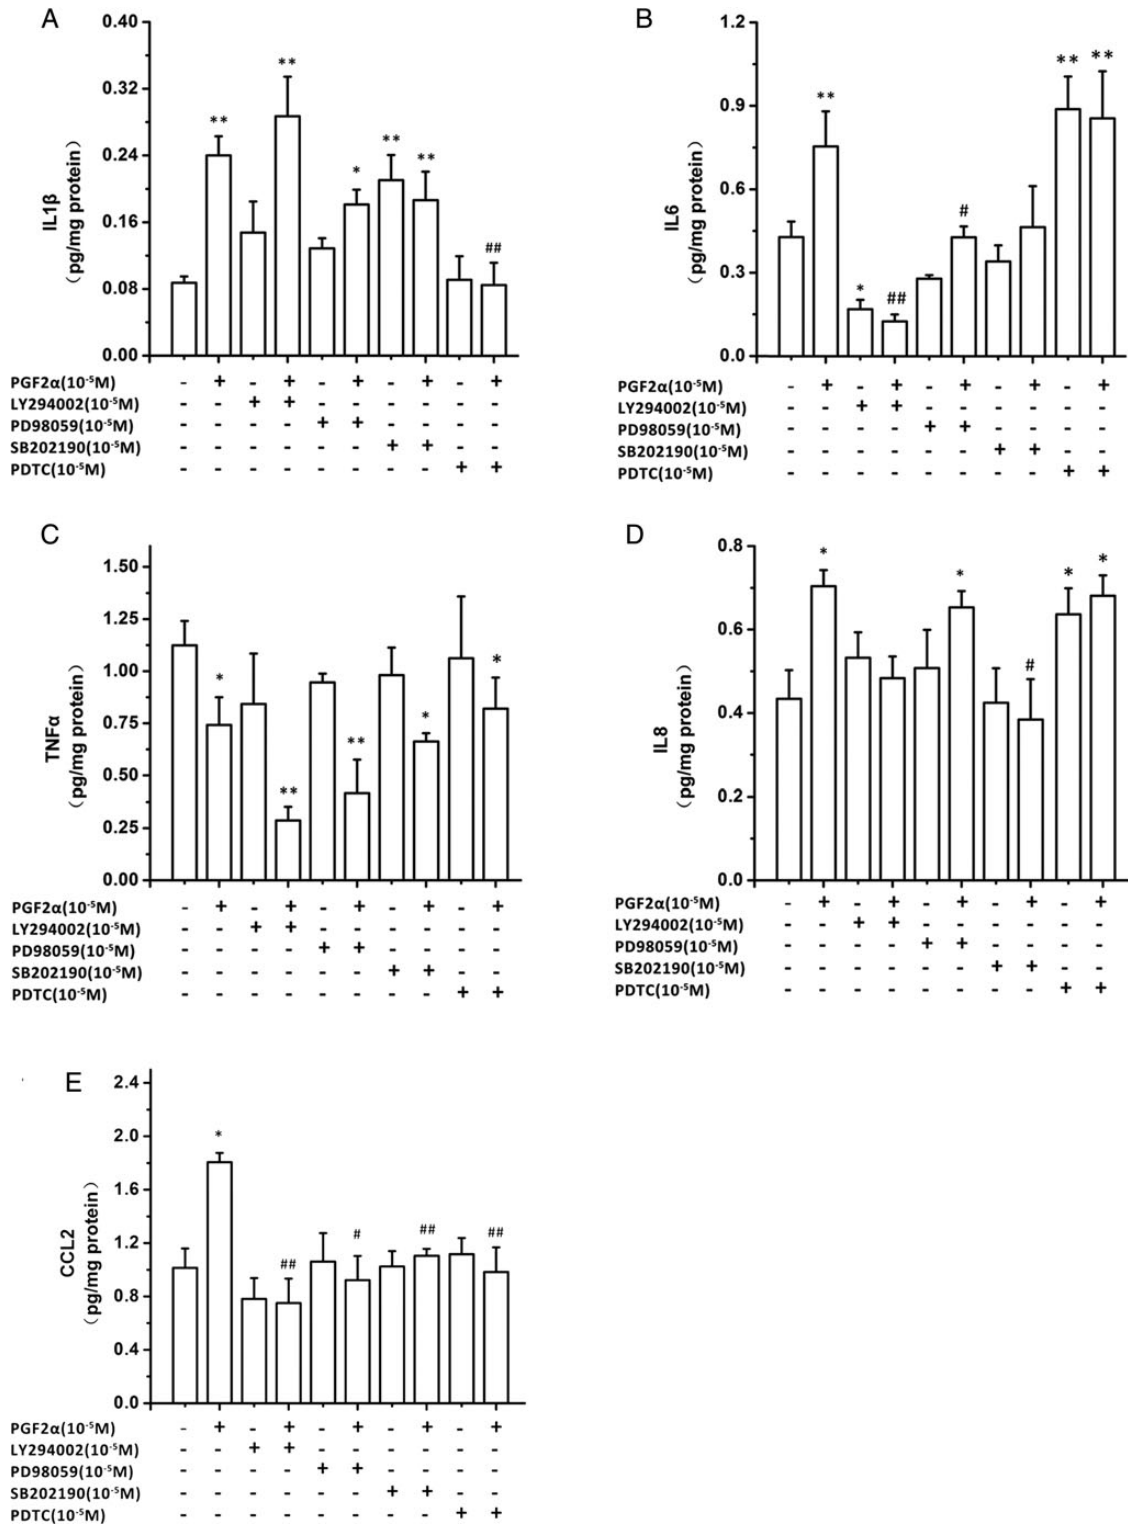 A
0.40
0.32
0.24
0.16
0.08
0.00
IL1β
(pg/mg protein)
** ** * ** ** ##
PGF2α(10⁻⁵M) - + - + - + - + - +
LY294002(10⁻⁵M) - - + + - - - - - -
PD98059(10⁻⁵M) - - - - + + - - - -
SB202190(10⁻⁵M) - - - - - - + + - -
PDTC(10⁻⁵M) - - - - - - - - + +
B
1.2
0.9
0.6
0.3
0.0
IL6
(pg/mg protein)
** * ## # ** **
PGF2α(10⁻⁵M) - + - + - + - + - +
LY294002(10⁻⁵M) - - + + - - - - - -
PD98059(10⁻⁵M) - - - - + + - - - -
SB202190(10⁻⁵M) - - - - - - + + - -
PDTC(10⁻⁵M) - - - - - - - - + +
C
1.50
1.25
1.00
0.75
0.50
0.25
0.00
TNFα
(pg/mg protein)
* ** ** * *
PGF2α(10⁻⁵M) - + - + - + - + - +
LY294002(10⁻⁵M) - - + + - - - - - -
PD98059(10⁻⁵M) - - - - + + - - - -
SB202190(10⁻⁵M) - - - - - - + + - -
PDTC(10⁻⁵M) - - - - - - - - + +
D
0.8
0.6
0.4
0.2
0.0
IL8
(pg/mg protein)
* * # * *
PGF2α(10⁻⁵M) - + - + - + - + - +
LY294002(10⁻⁵M) - - + + - - - - - -
PD98059(10⁻⁵M) - - - - + + - - - -
SB202190(10⁻⁵M) - - - - - - + + - -
PDTC(10⁻⁵M) - - - - - - - - + +
E
2.4
2.0
1.6
1.2
0.8
0.4
0.0
CCL2
(pg/mg protein)
* ## # ## ##
PGF2α(10⁻⁵M) - + - + - + - + - +
LY294002(10⁻⁵M) - - + + - - - - - -
PD98059(10⁻⁵M) - - - - + + - - - -
SB202190(10⁻⁵M) - - - - - - + + - -
PDTC(10⁻⁵M) - - - - - - - - + +